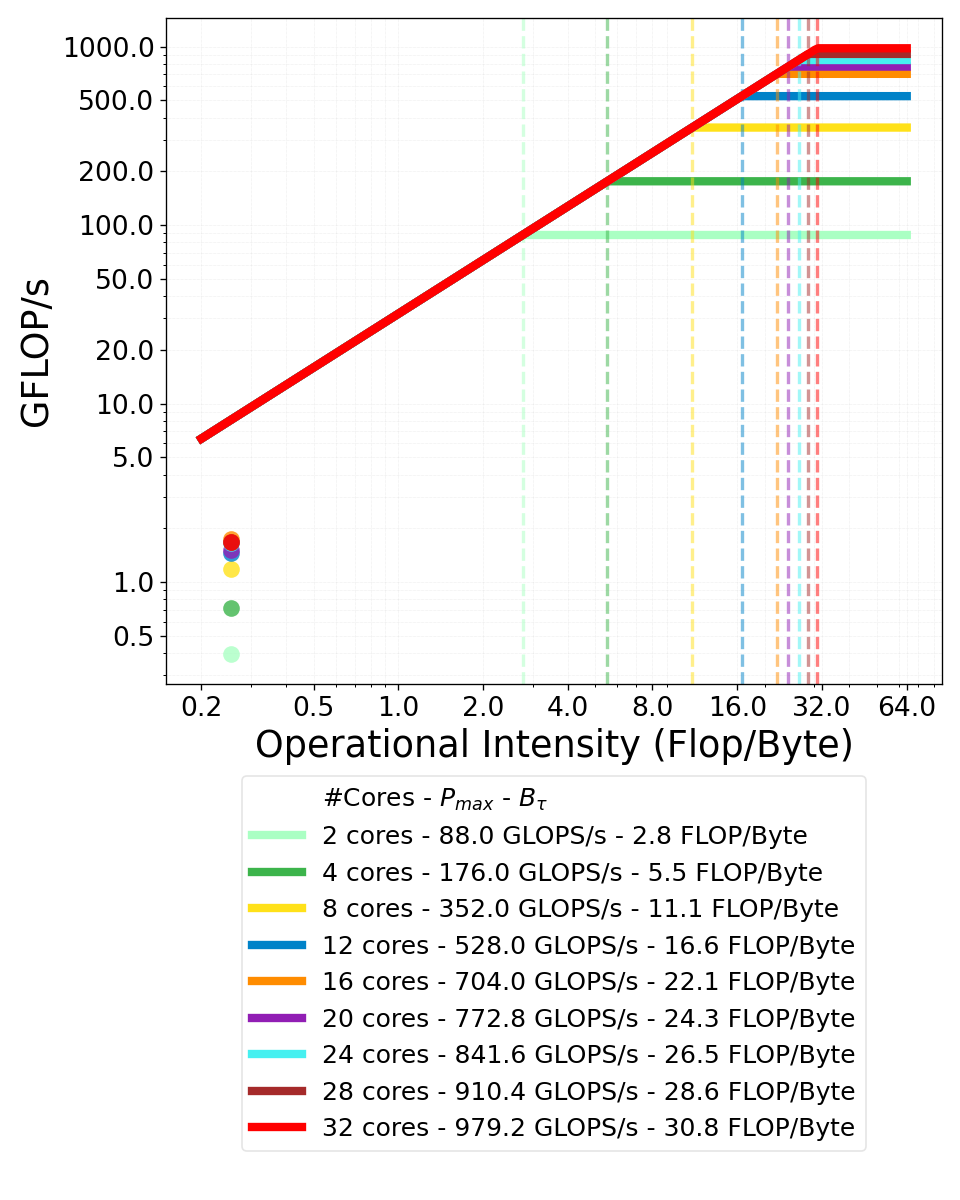 1000.0
500.0
200.0
100.0
50.0
20.0
10.0
5.0
1.0
0.5
GFLOP/s
0.2 0.5 1.0 2.0 4.0 8.0 16.0 32.0 64.0
Operational Intensity (Flop/Byte)
#Cores - P_max - B_τ
2 cores - 88.0 GLOPS/s - 2.8 FLOP/Byte
4 cores - 176.0 GLOPS/s - 5.5 FLOP/Byte
8 cores - 352.0 GLOPS/s - 11.1 FLOP/Byte
12 cores - 528.0 GLOPS/s - 16.6 FLOP/Byte
16 cores - 704.0 GLOPS/s - 22.1 FLOP/Byte
20 cores - 772.8 GLOPS/s - 24.3 FLOP/Byte
24 cores - 841.6 GLOPS/s - 26.5 FLOP/Byte
28 cores - 910.4 GLOPS/s - 28.6 FLOP/Byte
32 cores - 979.2 GLOPS/s - 30.8 FLOP/Byte